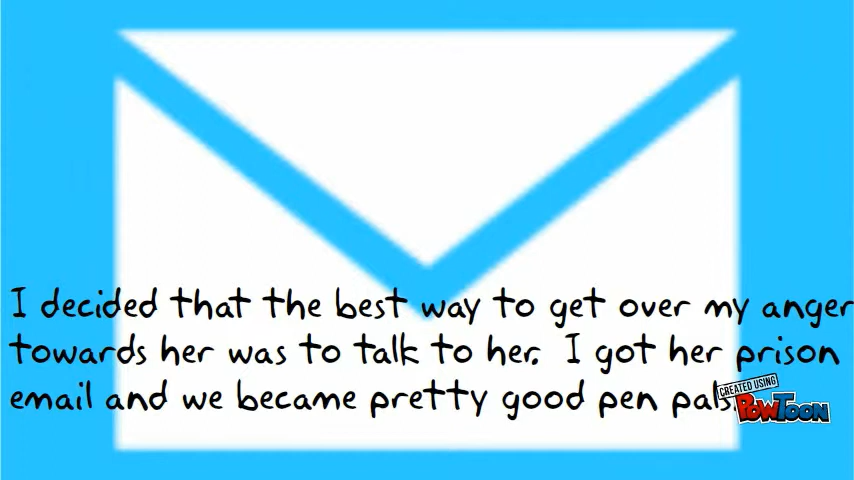 I decided that the best way to get over my anger
towards her was to talk to her.  I got her prison
email and we became pretty good pen pals.
CREATED USING
POWTOON